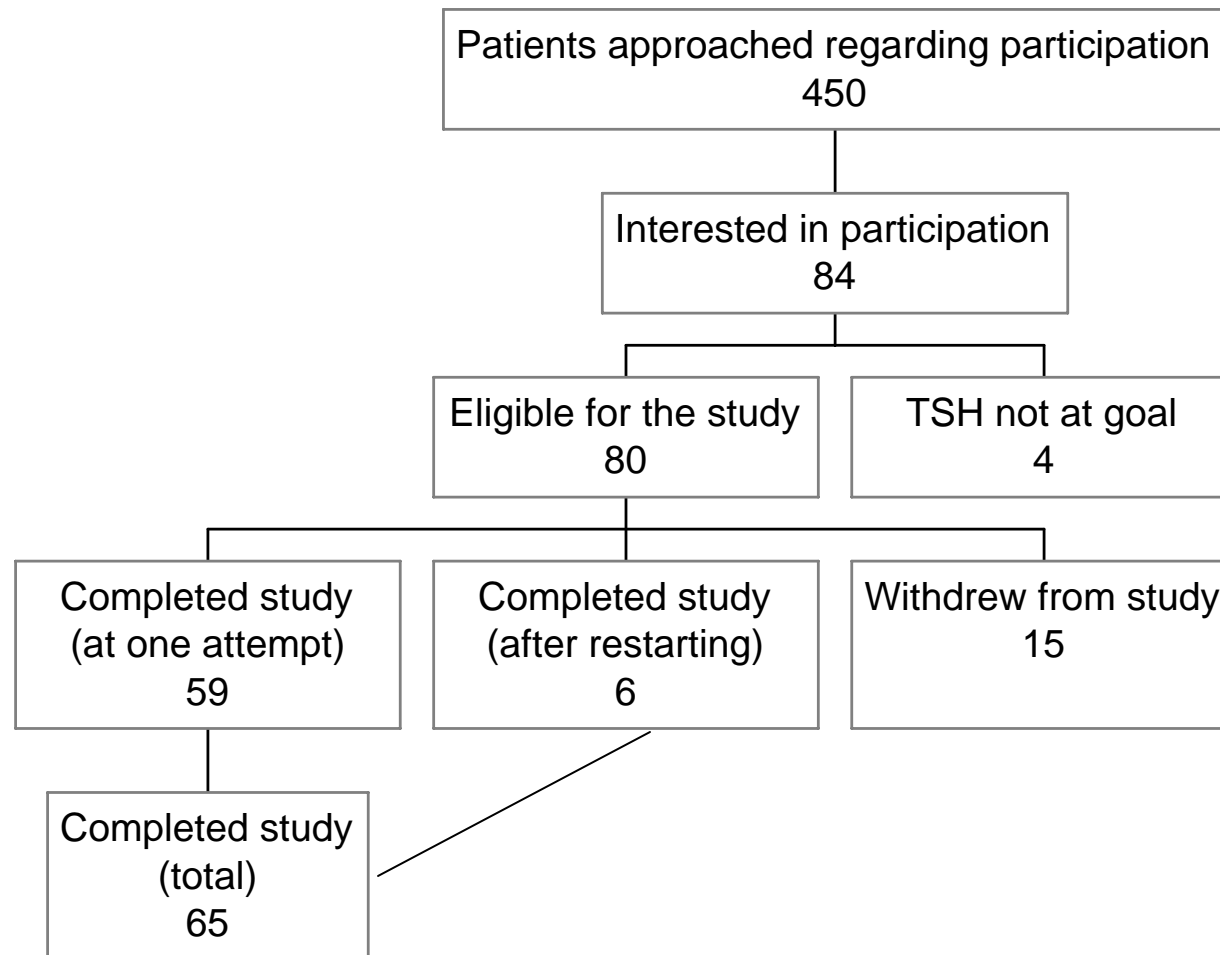 Patients approached regarding participation
450
Interested in participation
84
Eligible for the study
80
TSH not at goal
4
Completed study
(at one attempt)
59
Completed study
(after restarting)
6
Withdrew from study
15
Completed study
(total)
65